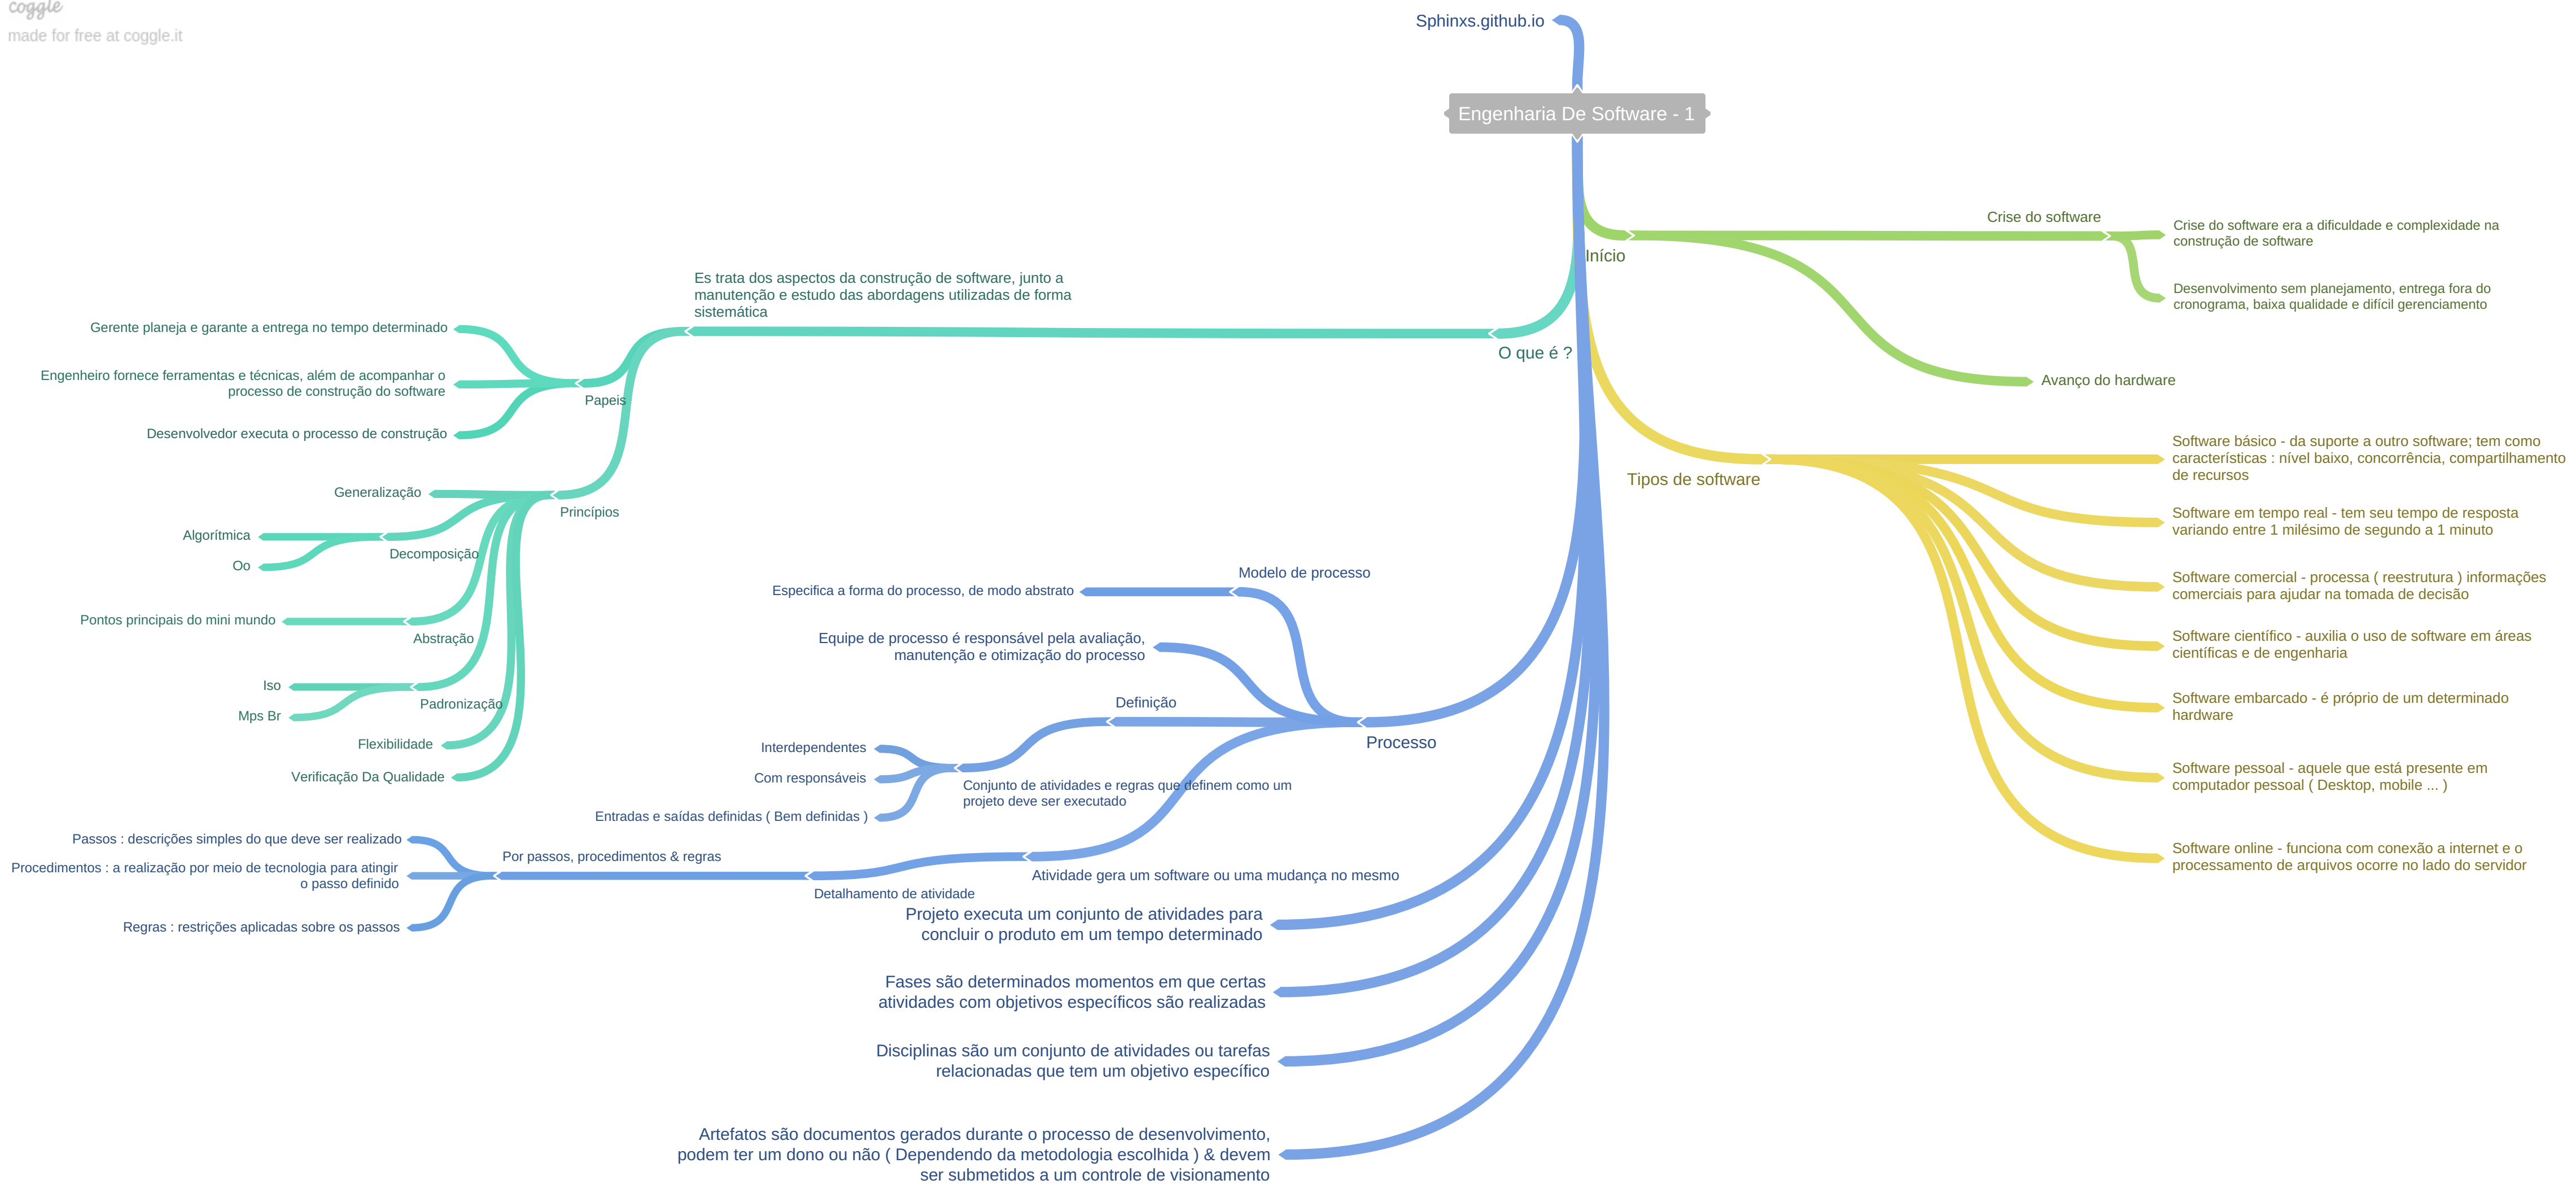 coggle
made for free at coggle.it
Sphinxs.github.io
Engenharia De Software - 1
Início
Crise do software
Crise do software era a dificuldade e complexidade na
construção de software
Desenvolvimento sem planejamento, entrega fora do
cronograma, baixa qualidade e difícil gerenciamento
Avanço do hardware
Tipos de software
Software básico - da suporte a outro software; tem como
características : nível baixo, concorrência, compartilhamento
de recursos
Software em tempo real - tem seu tempo de resposta
variando entre 1 milésimo de segundo a 1 minuto
Software comercial - processa ( reestrutura ) informações
comerciais para ajudar na tomada de decisão
Software científico - auxilia o uso de software em áreas
científicas e de engenharia
Software embarcado - é próprio de um determinado
hardware
Software pessoal - aquele que está presente em
computador pessoal ( Desktop, mobile ... )
Software online - funciona com conexão a internet e o
processamento de arquivos ocorre no lado do servidor
O que é ?
Es trata dos aspectos da construção de software, junto a
manutenção e estudo das abordagens utilizadas de forma
sistemática
Papeis
Gerente planeja e garante a entrega no tempo determinado
Engenheiro fornece ferramentas e técnicas, além de acompanhar o
processo de construção do software
Desenvolvedor executa o processo de construção
Princípios
Generalização
Decomposição
Algorítmica
Oo
Abstração
Pontos principais do mini mundo
Padronização
Iso
Mps Br
Flexibilidade
Verificação Da Qualidade
Processo
Modelo de processo
Especifica a forma do processo, de modo abstrato
Equipe de processo é responsável pela avaliação,
manutenção e otimização do processo
Definição
Conjunto de atividades e regras que definem como um
projeto deve ser executado
Interdependentes
Com responsáveis
Entradas e saídas definidas ( Bem definidas )
Atividade gera um software ou uma mudança no mesmo
Detalhamento de atividade
Por passos, procedimentos & regras
Passos : descrições simples do que deve ser realizado
Procedimentos : a realização por meio de tecnologia para atingir
o passo definido
Regras : restrições aplicadas sobre os passos
Projeto executa um conjunto de atividades para
concluir o produto em um tempo determinado
Fases são determinados momentos em que certas
atividades com objetivos específicos são realizadas
Disciplinas são um conjunto de atividades ou tarefas
relacionadas que tem um objetivo específico
Artefatos são documentos gerados durante o processo de desenvolvimento,
podem ter um dono ou não ( Dependendo da metodologia escolhida ) & devem
ser submetidos a um controle de visionamento